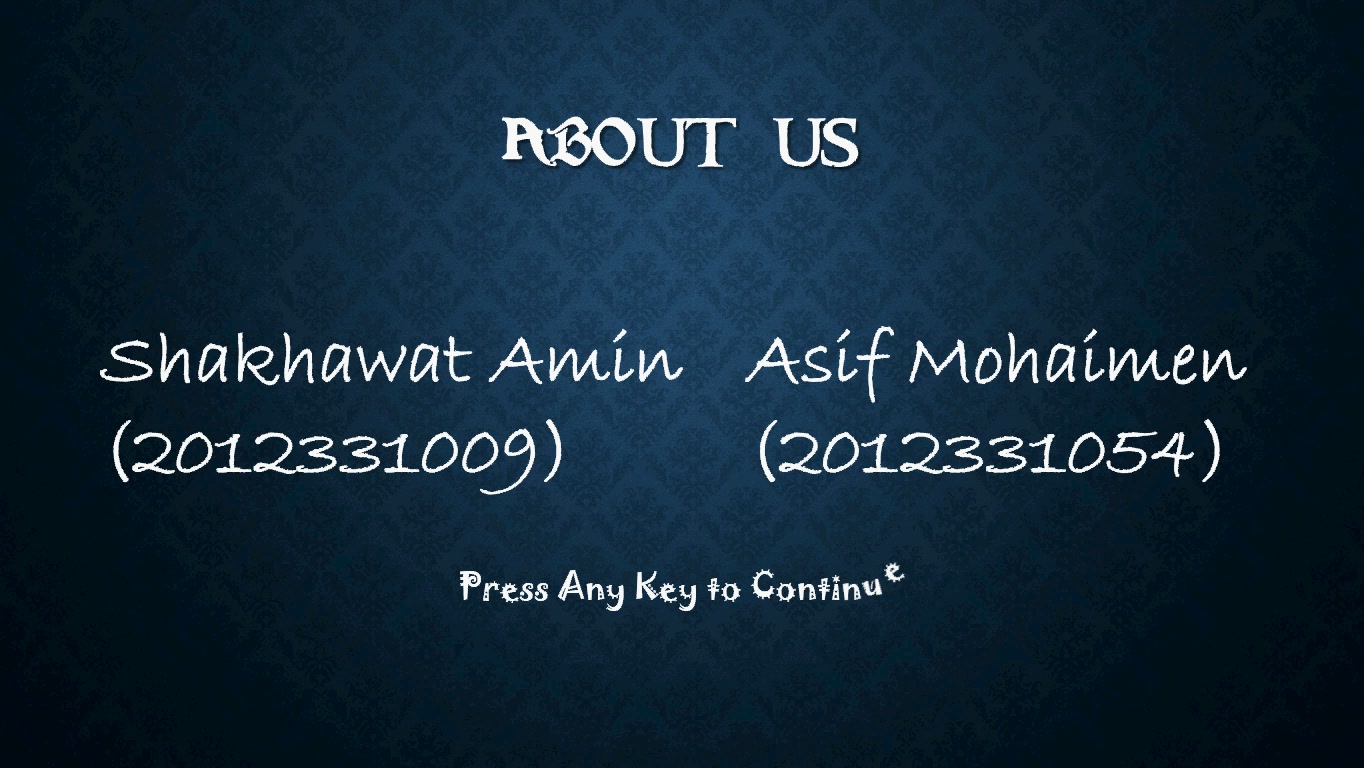 ABOUT US
Shakhawat Amin Asif Mohaimen
(2012331009) (2012331054)
Press Any Key to Continue